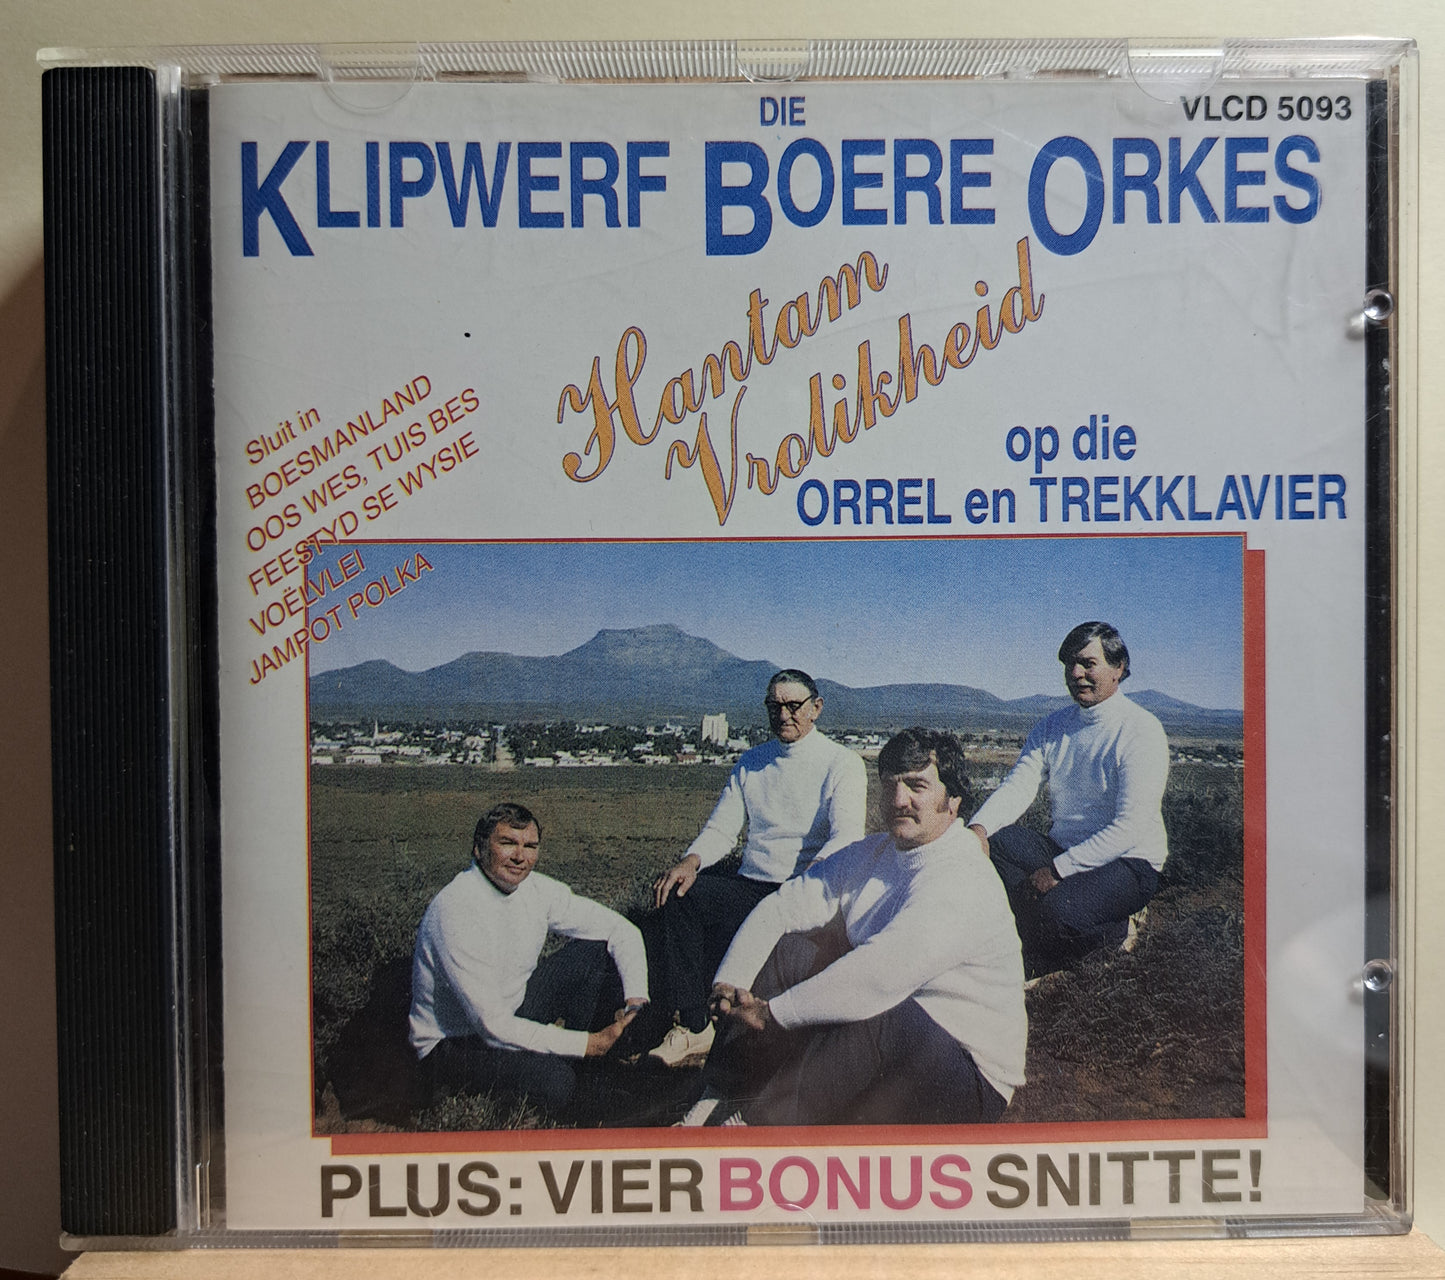 VLCD 5093
DIE
KLIPWERF BOERE ORKES
Hantam
Vrolikheid
op die
ORREL en TREKKLAVIER
Sluit in
BOESMANLAND
OOS WES, TUIS BES
FEESTYD SE WYSIE
VOËLVLEI
JAMPOT POLKA
PLUS: VIER BONUS SNITTE!